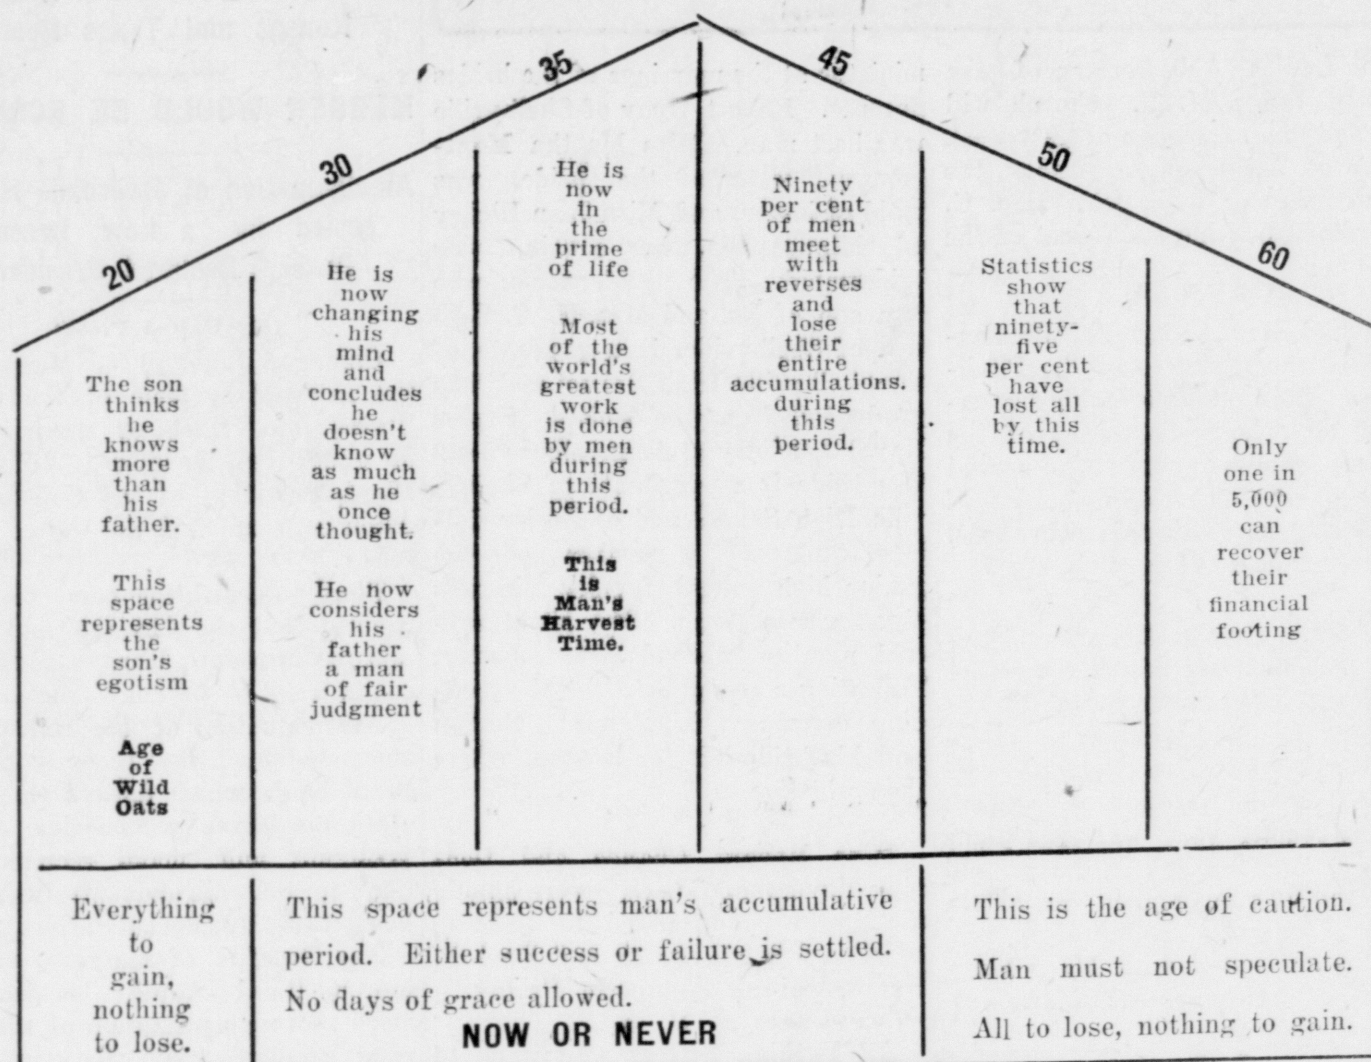 20
The son
thinks
he
knows
more
than
his
father.
This
space
represents
the
son's
egotism
Age
of
Wild
Oats
30
He is
now
changing
his
mind
and
concludes
he
doesn't
know
as much
as he
once
thought.
He now
considers
his
father
a man
of fair
judgment
35
He is
now
in
the
prime
of life
Most
of the
world's
greatest
work
is done
by men
during
this
period.
This
is
Man's
Harvest
Time.
45
Ninety
per cent
of men
meet
with
reverses
and
lose
their
entire
accumulations.
during
this
period.
50
Statistics
show
that
ninety-
five
per cent
have
lost all
by this
time.
60
Only
one in
5,000
can
recover
their
financial
footing
Everything
to
gain,
nothing
to lose.
This space represents man's accumulative
period. Either success or failure is settled.
No days of grace allowed.
NOW OR NEVER
This is the age of caution.
Man must not speculate.
All to lose, nothing to gain.